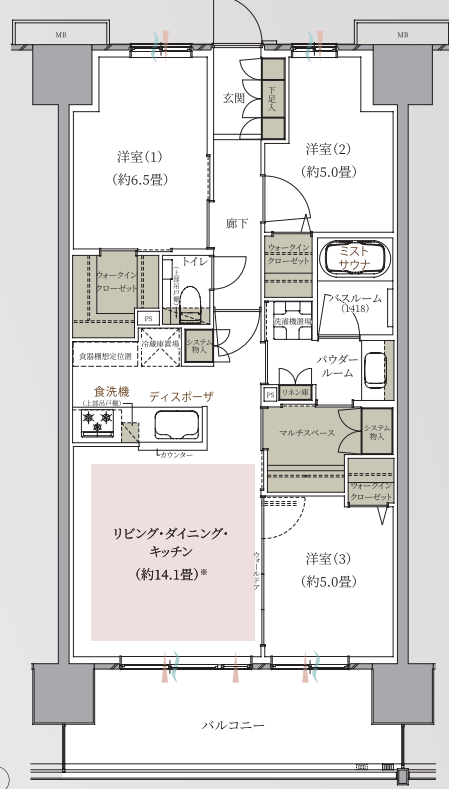 MB
MB
玄関
下足入
洋室(1)
(約6.5畳)
洋室(2)
(約5.0畳)
廊下
トイレ
(上部吊戸棚)
ウォークイン
クローゼット
ウォークイン
クローゼット
ミスト
サウナ
バスルーム
(1418)
PS
冷蔵庫置場
システム
物入
洗濯機置場
食器棚想定位置
パウダー
ルーム
食洗機
(上部吊戸棚)
ディスポーザ
PS
リネン庫
マルチスペース
システム
物入
カウンター
ウォークイン
クローゼット
リビング・ダイニング・
キッチン
(約14.1畳)※
ウォールドア
洋室(3)
(約5.0畳)
バルコニー